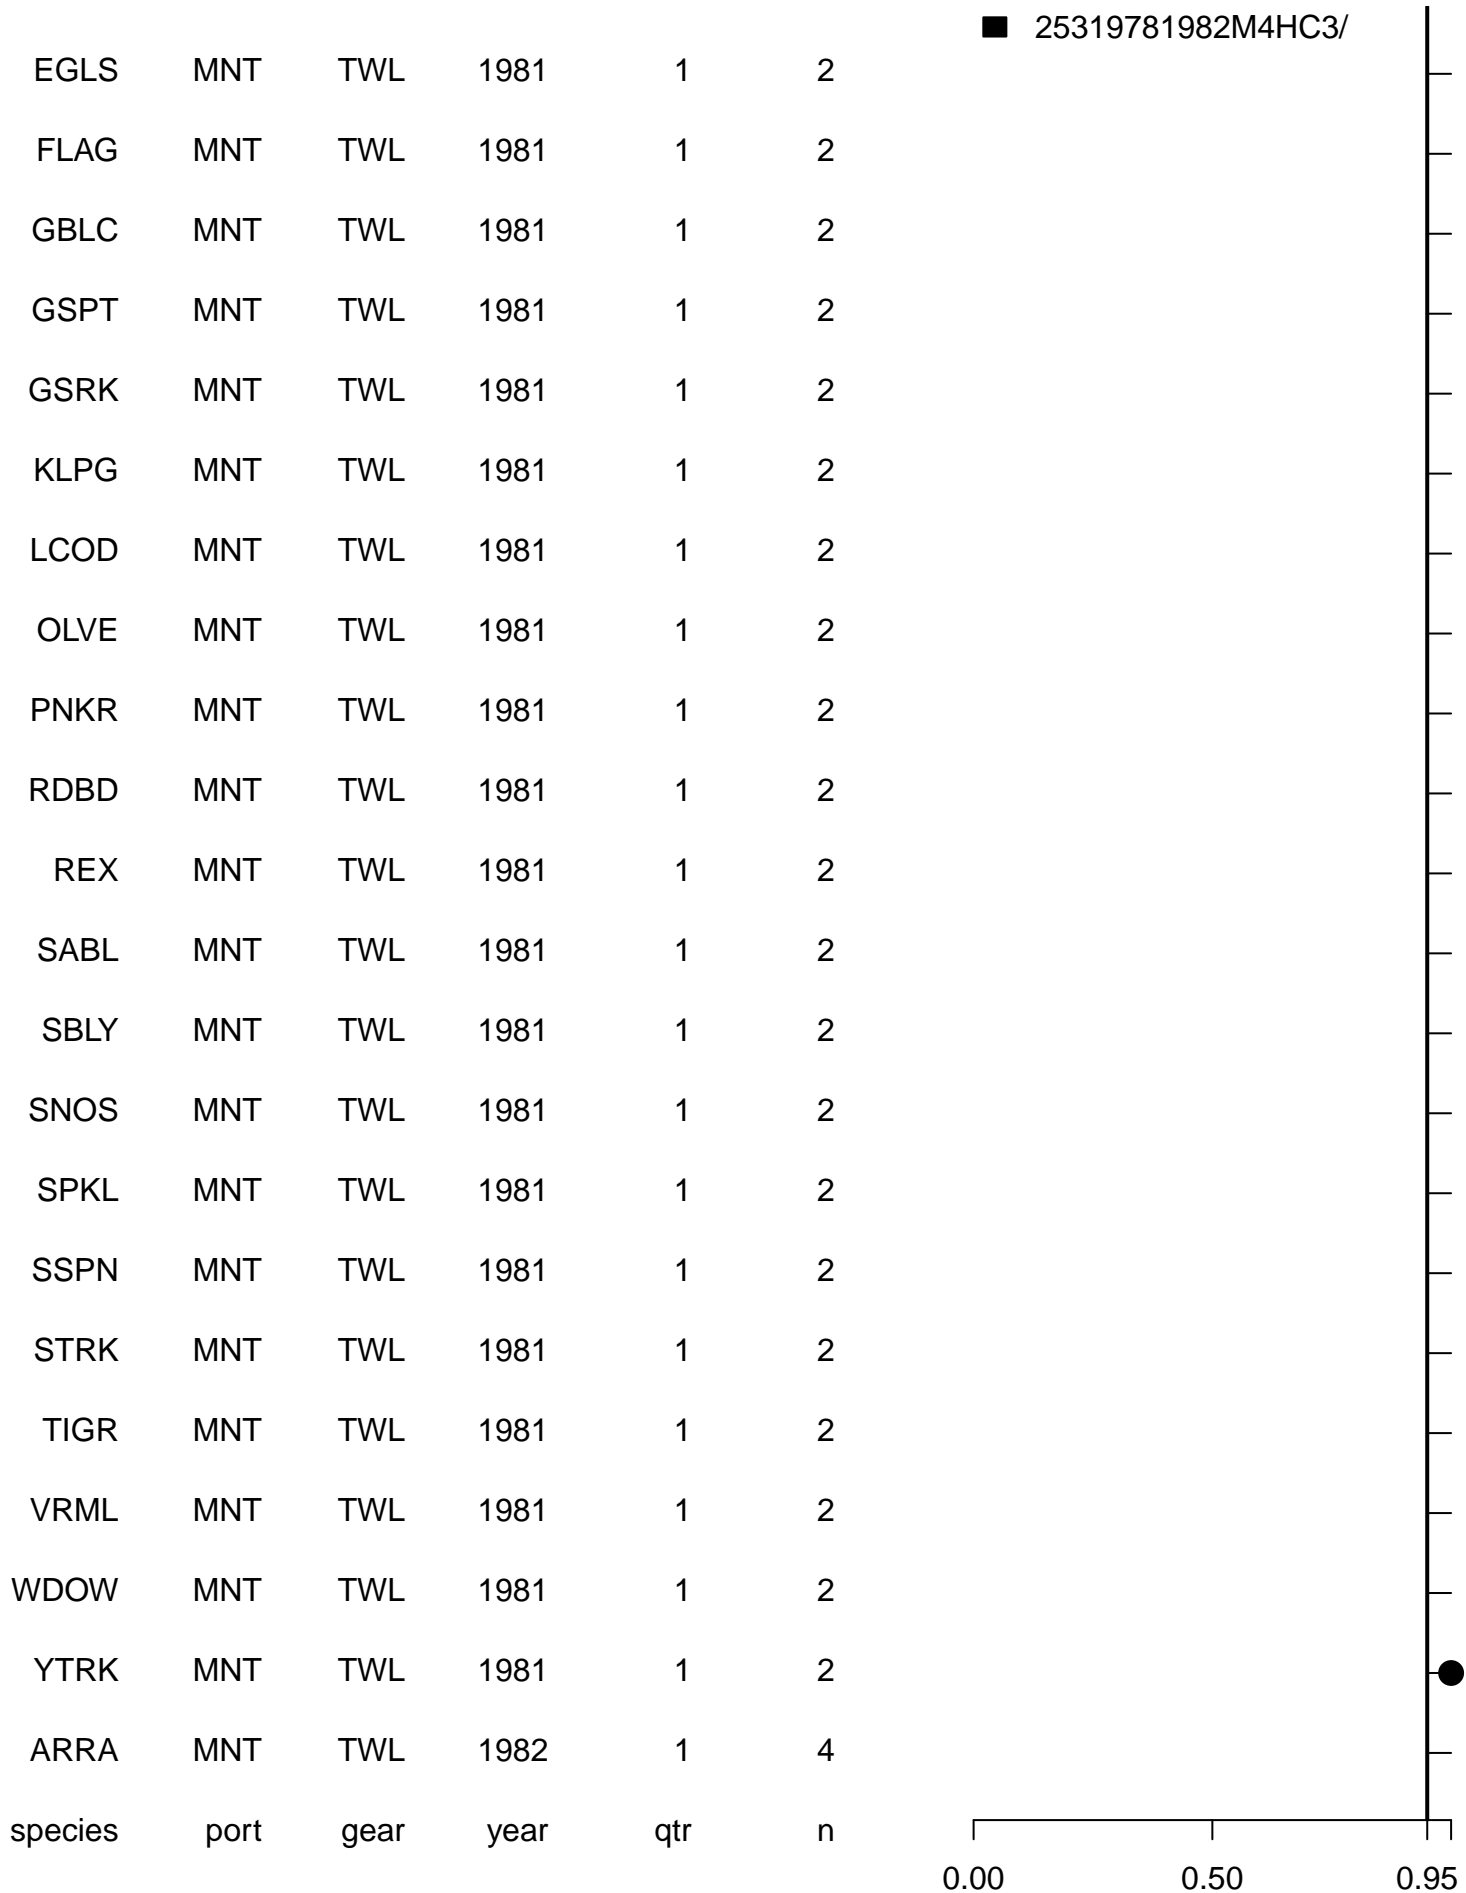 25319781982M4HC3/
EGLS MNT TWL 1981 1 2
FLAG MNT TWL 1981 1 2
GBLC MNT TWL 1981 1 2
GSPT MNT TWL 1981 1 2
GSRK MNT TWL 1981 1 2
KLPG MNT TWL 1981 1 2
LCOD MNT TWL 1981 1 2
OLVE MNT TWL 1981 1 2
PNKR MNT TWL 1981 1 2
RDBD MNT TWL 1981 1 2
REX MNT TWL 1981 1 2
SABL MNT TWL 1981 1 2
SBLY MNT TWL 1981 1 2
SNOS MNT TWL 1981 1 2
SPKL MNT TWL 1981 1 2
SSPN MNT TWL 1981 1 2
STRK MNT TWL 1981 1 2
TIGR MNT TWL 1981 1 2
VRML MNT TWL 1981 1 2
WDOW MNT TWL 1981 1 2
YTRK MNT TWL 1981 1 2
ARRA MNT TWL 1982 1 4
species port gear year qtr n
0.00 0.50 0.95